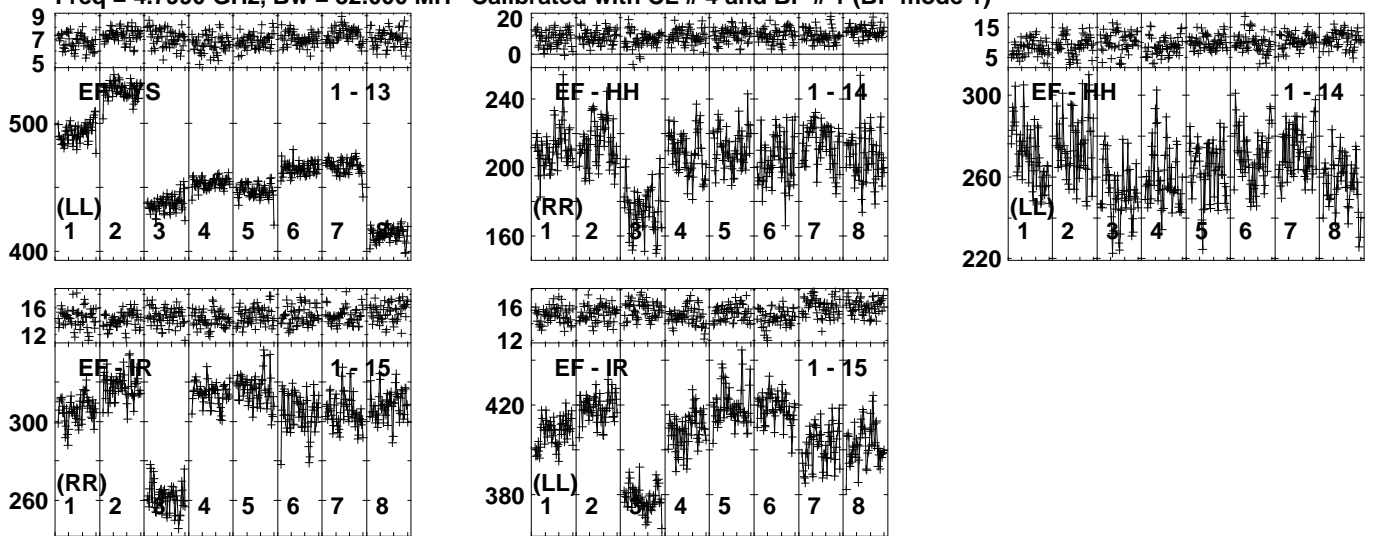 GHz, Bw = MH Calibrated with CL # 4 and BP # 1 (BP mode 1)
9
7
5
EF - YS 1 - 13
500
(LL)
1 2 3 4 5 6 7 8
400
20
0
EF - HH 1 - 14
240
200
(RR)
1 2 3 4 5 6 7 8
160
15
5
300
EF - HH 1 - 14
260
(LL)
1 2 3 4 5 6 7 8
220
16
12
EF - IR 1 - 15
300
(RR)
260
1 2 3 4 5 6 7 8
16
12
EF - IR 1 - 15
420
(LL)
380
1 2 3 4 5 6 7 8